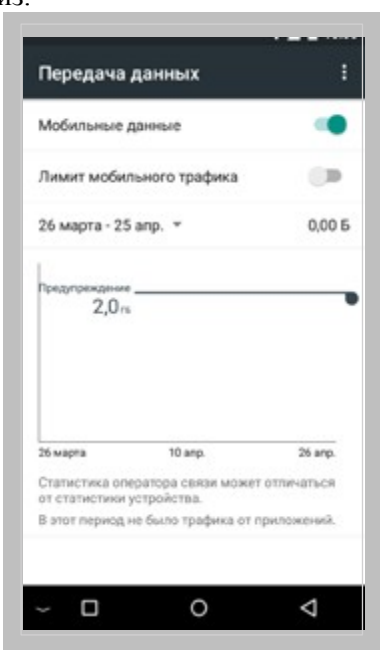 Передача данных
Мобильные данные
Лимит мобильного трафика
26 марта - 25 апр. 0,00 Б
Предупреждение
2,0 ГБ
26 марта 10 апр. 26 апр.
Статистика оператора связи может отличаться
от статистики устройства.
В этот период не было трафика от приложений.